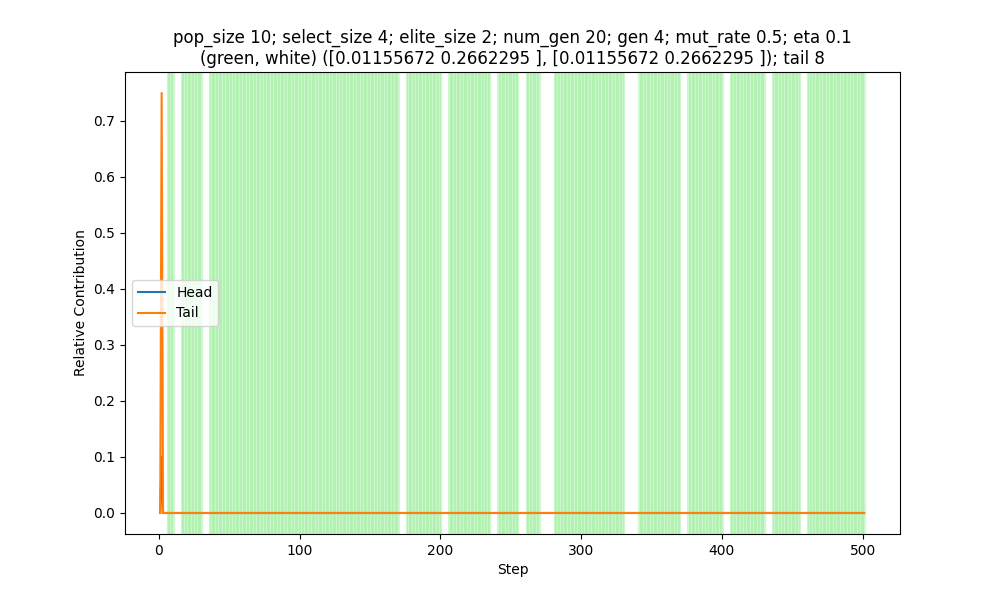 pop_size 10; select_size 4; elite_size 2; num_gen 20; gen 4; mut_rate 0.5; eta 0.1
(green, white) ([0.01155672 0.2662295 ], [0.01155672 0.2662295 ]); tail 8
Relative Contribution
0.7
0.6
0.5
0.4
0.3
0.2
0.1
0.0
Head
Tail
0
100
200
300
400
500
Step